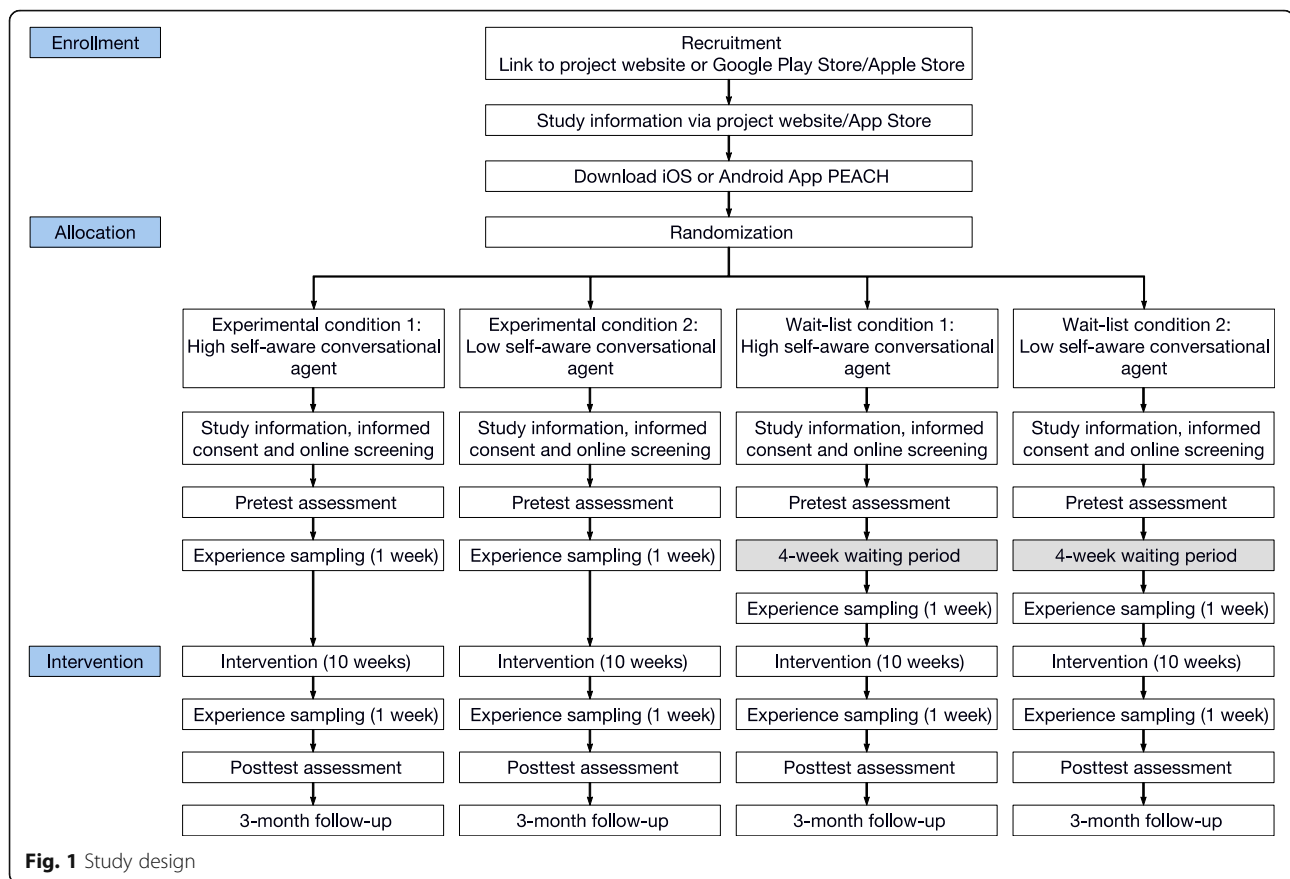 Enrollment
Recruitment
Link to project website or Google Play Store/Apple Store
Study information via project website/App Store
Download iOS or Android App PEACH
Allocation
Randomization
Experimental condition 1:
High self-aware conversational
agent
Experimental condition 2:
Low self-aware conversational
agent
Wait-list condition 1:
High self-aware conversational
agent
Wait-list condition 2:
Low self-aware conversational
agent
Study information, informed
consent and online screening
Study information, informed
consent and online screening
Study information, informed
consent and online screening
Study information, informed
consent and online screening
Pretest assessment
Pretest assessment
Pretest assessment
Pretest assessment
Experience sampling (1 week)
Experience sampling (1 week)
4-week waiting period
4-week waiting period
Experience sampling (1 week)
Experience sampling (1 week)
Intervention
Intervention (10 weeks)
Intervention (10 weeks)
Intervention (10 weeks)
Intervention (10 weeks)
Experience sampling (1 week)
Experience sampling (1 week)
Experience sampling (1 week)
Experience sampling (1 week)
Posttest assessment
Posttest assessment
Posttest assessment
Posttest assessment
3-month follow-up
3-month follow-up
3-month follow-up
3-month follow-up
Fig. 1 Study design